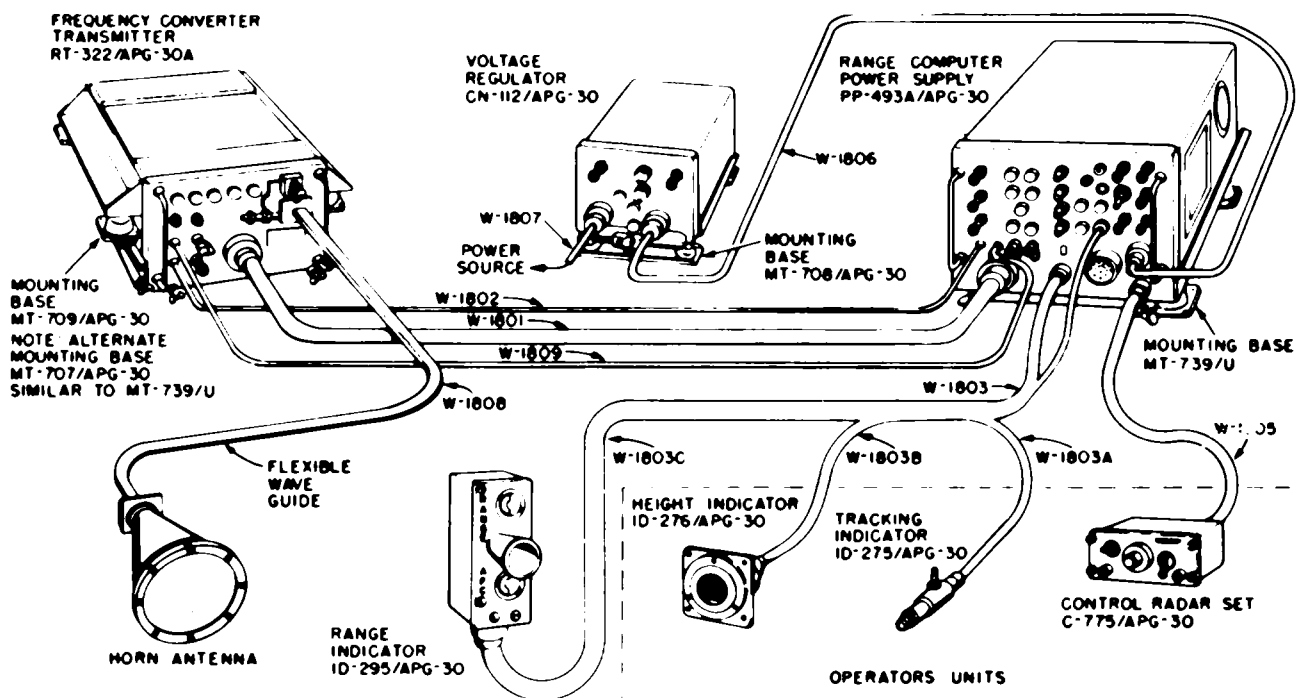 FREQUENCY CONVERTER
TRANSMITTER
RT-322/APG-30A
VOLTAGE
REGULATOR
CN-112/APG-30
RANGE COMPUTER
POWER SUPPLY
PP-493A/APG-30
W-1806
W-1807
POWER
SOURCE
MOUNTING
BASE
MT-708/APG-30
MOUNTING
BASE
MT-709/APG-30
NOTE ALTERNATE
MOUNTING BASE
MT-707/APG-30
SIMILAR TO MT-739/U
W-1802
W-1801
W-1809
MOUNTING BASE
MT-739/U
W-1808
W-1803
FLEXIBLE
WAVE
GUIDE
W-1803C
W-1803B
W-1803A
HEIGHT INDICATOR
ID-276/APG-30
TRACKING
INDICATOR
ID-275/APG-30
RANGE
CONTROL RADAR SET
C-775/APG-30
HORN ANTENNA
RANGE
INDICATOR
ID-295/APG-30
OPERATORS UNITS